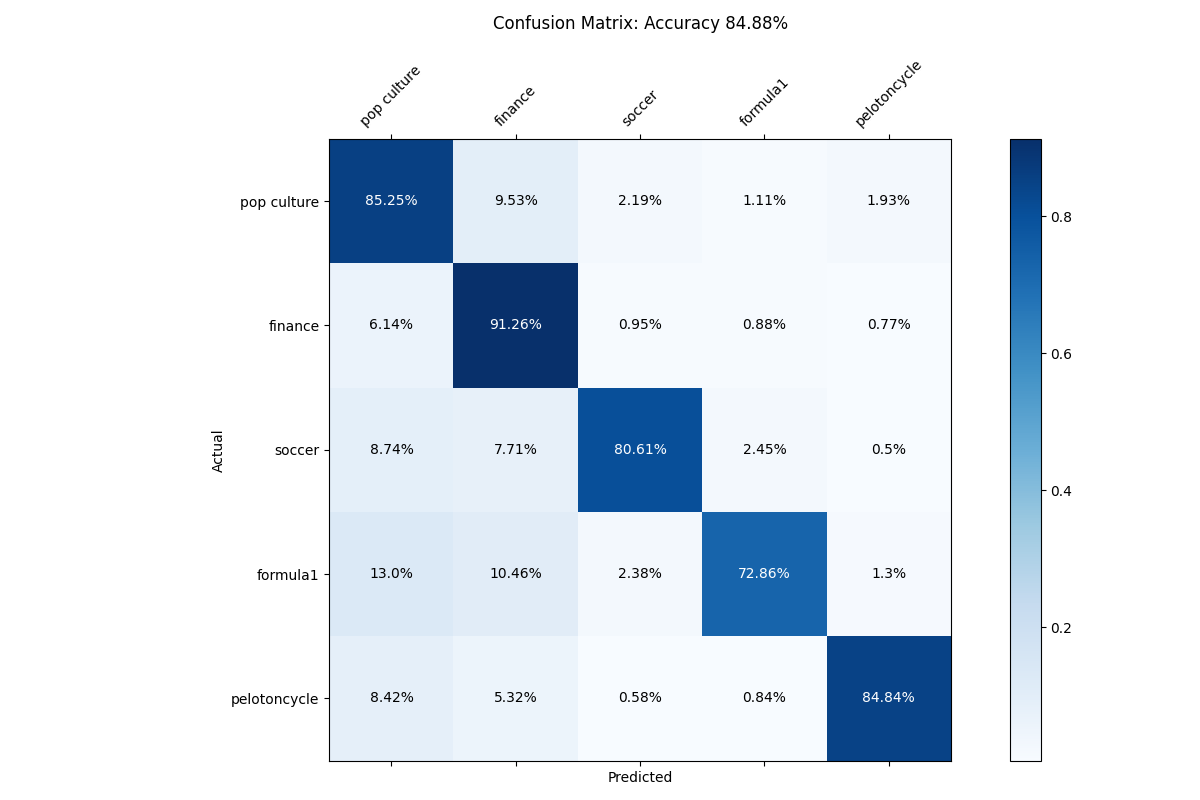 Confusion Matrix: Accuracy 84.88%
pop culture finance soccer formula1 pelotoncycle
pop culture 85.25% 9.53% 2.19% 1.11% 1.93%
0.8
finance 6.14% 91.26% 0.95% 0.88% 0.77%
0.6
Actual
soccer 8.74% 7.71% 80.61% 2.45% 0.5%
0.4
formula1 13.0% 10.46% 2.38% 72.86% 1.3%
0.2
pelotoncycle 8.42% 5.32% 0.58% 0.84% 84.84%
Predicted